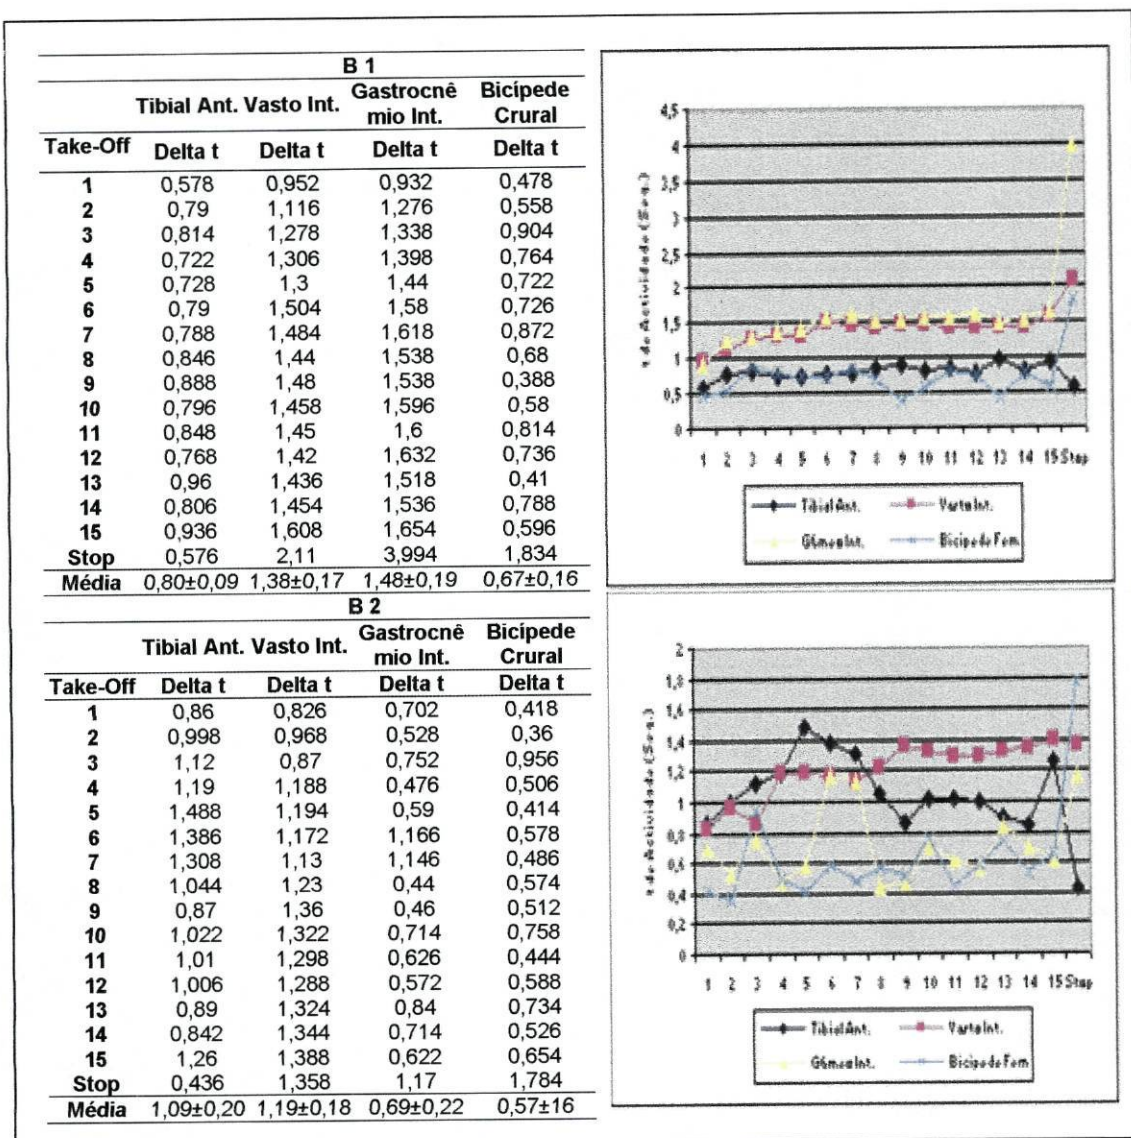 B 1
Tibial Ant. Vasto Int. Gastrocnê mio Int. Bicípede Crural
Take-Off Delta t Delta t Delta t Delta t
1 0,578 0,952 0,932 0,478
2 0,79 1,116 1,276 0,558
3 0,814 1,278 1,338 0,904
4 0,722 1,306 1,398 0,764
5 0,728 1,3 1,44 0,722
6 0,79 1,504 1,58 0,726
7 0,788 1,484 1,618 0,872
8 0,846 1,44 1,538 0,68
9 0,888 1,48 1,538 0,388
10 0,796 1,458 1,596 0,58
11 0,848 1,45 1,6 0,814
12 0,768 1,42 1,632 0,736
13 0,96 1,436 1,518 0,41
14 0,806 1,454 1,536 0,788
15 0,936 1,608 1,654 0,596
Stop 0,576 2,11 3,994 1,834
Média 0,80±0,09 1,38±0,17 1,48±0,19 0,67±0,16
t de Actividade (Seg.)
4,5
4
3,5
3
2,5
2
1,5
1
0,5
0
1 2 3 4 5 6 7 8 9 10 11 12 13 14 15 Stop
Tibial Ant. Vasto Int.
Gémeo Int. Bicipede Fem
B 2
Tibial Ant. Vasto Int. Gastrocnê mio Int. Bicípede Crural
Take-Off Delta t Delta t Delta t Delta t
1 0,86 0,826 0,702 0,418
2 0,998 0,968 0,528 0,36
3 1,12 0,87 0,752 0,956
4 1,19 1,188 0,476 0,506
5 1,488 1,194 0,59 0,414
6 1,386 1,172 1,166 0,578
7 1,308 1,13 1,146 0,486
8 1,044 1,23 0,44 0,574
9 0,87 1,36 0,46 0,512
10 1,022 1,322 0,714 0,758
11 1,01 1,298 0,626 0,444
12 1,006 1,288 0,572 0,588
13 0,89 1,324 0,84 0,734
14 0,842 1,344 0,714 0,526
15 1,26 1,388 0,622 0,654
Stop 0,436 1,358 1,17 1,784
Média 1,09±0,20 1,19±0,18 0,69±0,22 0,57±16
t de Actividade (Seg.)
2
1,8
1,6
1,4
1,2
1
0,8
0,6
0,4
0,2
0
1 2 3 4 5 6 7 8 9 10 11 12 13 14 15 Stop
Tibial Ant. Vasto Int.
Gémeo Int. Bicipede Fem